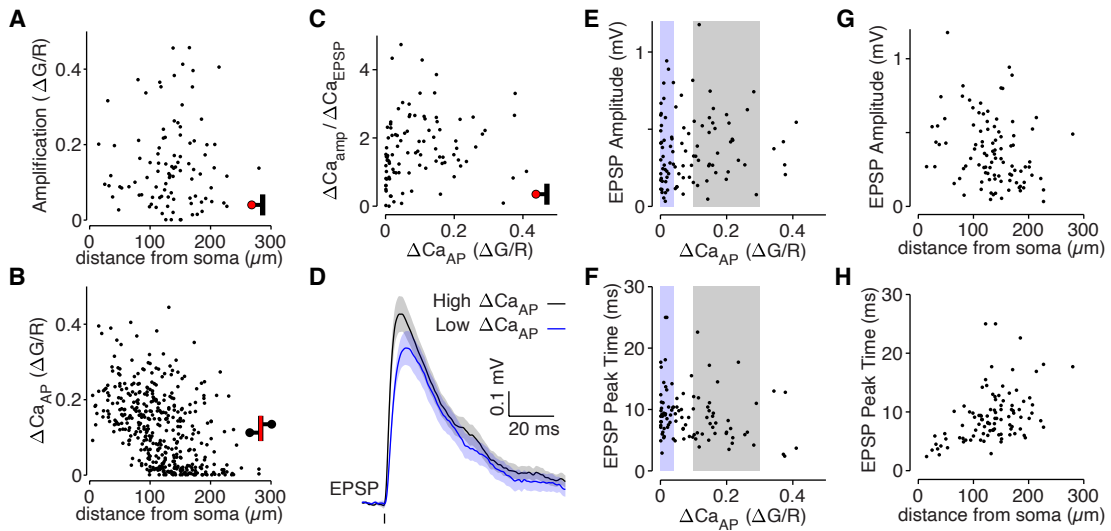 A
Amplification (ΔG/R)
0.4
0.2
0
0
100
200
300
distance from soma (µm)
B
ΔCaAP (ΔG/R)
0.4
0.2
0
0
100
200
300
distance from soma (µm)
C
ΔCaamp / ΔCaEPSP
6
4
2
0
0
0.2
0.4
ΔCaAP (ΔG/R)
D
High ΔCaAP
Low ΔCaAP
0.1 mV
20 ms
EPSP
E
EPSP Amplitude (mV)
1
0
0
0.2
0.4
ΔCaAP (ΔG/R)
F
EPSP Peak Time (ms)
30
20
10
0
0
0.2
0.4
ΔCaAP (ΔG/R)
G
EPSP Amplitude (mV)
1
0
0
100
200
300
distance from soma (µm)
H
EPSP Peak Time (ms)
30
20
10
0
0
100
200
300
distance from soma (µm)